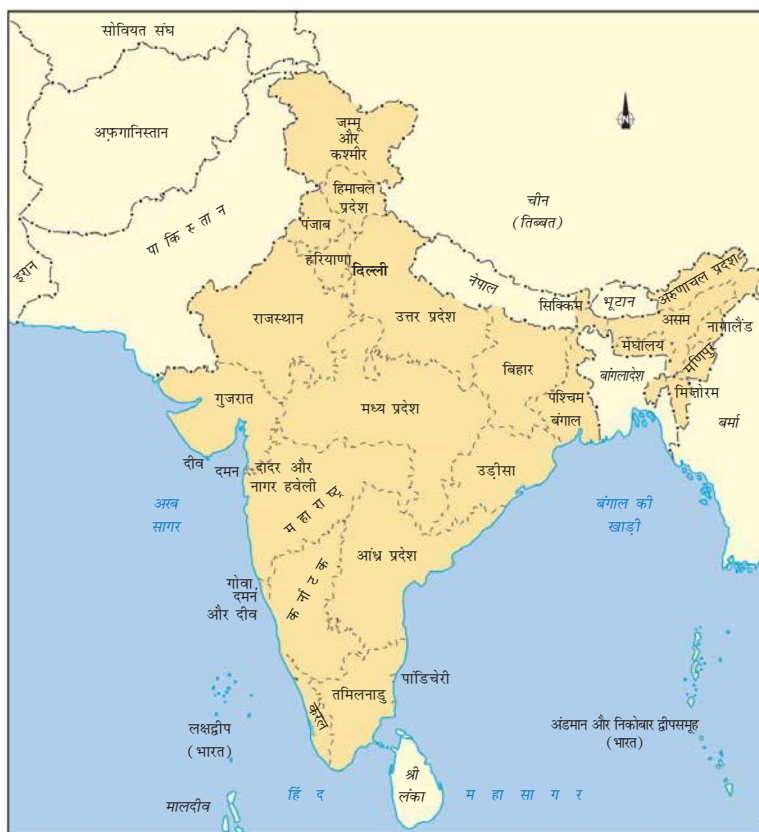 सोवियत संघ
अफ़गानिस्तान
जम्मू
और
कश्मीर
N
हिमाचल
प्रदेश
चीन
(तिब्बत)
पाकिस्तान
पंजाब
ईरान
हरियाणा
दिल्ली
नेपाल
सिक्किम
भूटान
अरुणाचल प्रदेश
राजस्थान
उत्तर प्रदेश
असम
नागालैंड
मेघालय
मणिपुर
बिहार
बांगलादेश
गुजरात
मध्य प्रदेश
पश्चिम
बंगाल
मिज़ोरम
बर्मा
दीव
दमन
दादर और
नागर हवेली
उड़ीसा
महाराष्ट्र
अरब
सागर
बंगाल की
खाड़ी
आंध्र प्रदेश
कर्नाटक
गोवा,
दमन
और दीव
पांडिचेरी
तमिलनाडु
केरल
लक्षद्वीप
(भारत)
अंडमान और निकोबार द्वीपसमूह
(भारत)
श्री
लंका
मालदीव
हिंद महासागर